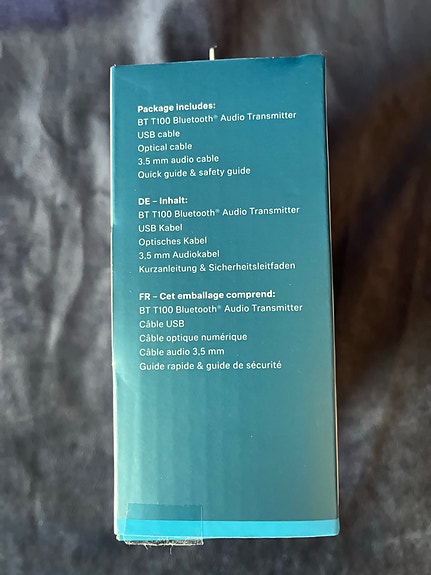 Package includes:
BT T100 Bluetooth® Audio Transmitter
USB cable
Optical cable
3.5 mm audio cable
Quick guide & safety guide
DE – Inhalt:
BT T100 Bluetooth® Audio Transmitter
USB Kabel
Optisches Kabel
3,5 mm Audiokabel
Kurzanleitung & Sicherheitsleitfaden
FR – Cet emballage comprend:
BT T100 Bluetooth® Audio Transmitter
Câble USB
Câble optique numérique
Câble audio 3,5 mm
Guide rapide & guide de sécurité